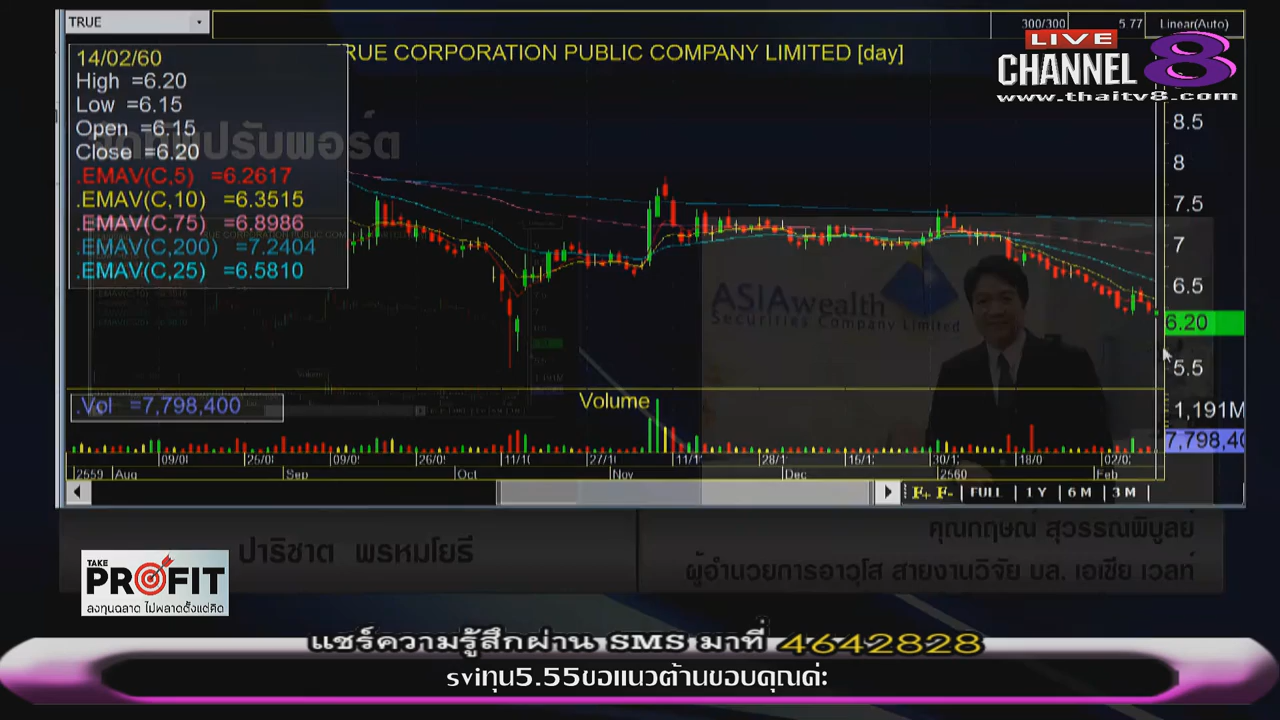 TRUE
300/300 5.77 Linear(Auto)
TRUE CORPORATION PUBLIC COMPANY LIMITED [day]
LIVE
CHANNEL 8
www.thaitv8.com
14/02/60
High =6.20
Low =6.15
Open =6.15
Close =6.20
.EMAV(C,5) =6.2617
.EMAV(C,10) =6.3515
.EMAV(C,75) =6.8986
.EMAV(C,200) =7.2404
.EMAV(C,25) =6.5810
8.5
8
7.5
7
6.5
6.20
5.5
ASIA wealth
Securities Company Limited
.Vol =7,798,400
Volume
1,191M
7,798,40
2559 Aug Sep Oct Nov Dec 2560 Feb
F+ F- FULL 1 Y 6 M 3 M
ปาริชาต พรหมโยธี
คุณกฤษณ์ สุวรรณพิบูลย์
ผู้อำนวยการอาวุโส สายงานวิจัย บล. เอเชีย เวลท์
TAKE
PROFIT
ลงทุนฉลาด ไม่พลาดตั้งแต่คิด
แชร์ความรู้สึกผ่าน SMS มาที่ 4642828
sviทุน5.55ขอแนวต้านขอบคุณค่ะ